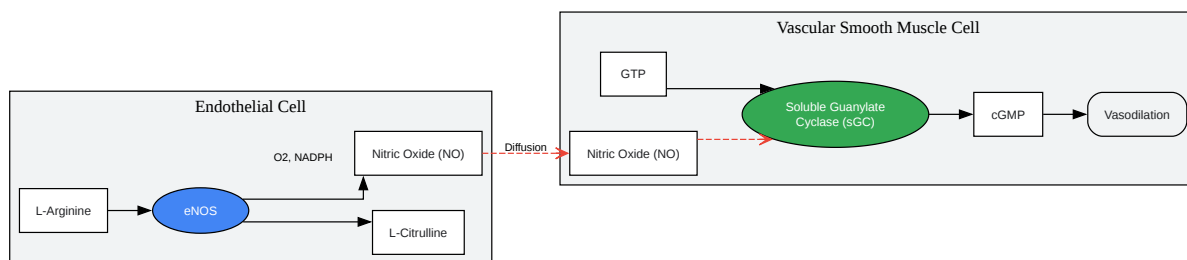 Endothelial Cell
L-Arginine
eNOS
O2, NADPH
Nitric Oxide (NO)
L-Citrulline
Diffusion
Vascular Smooth Muscle Cell
GTP
Nitric Oxide (NO)
Soluble Guanylate
Cyclase (sGC)
cGMP
Vasodilation